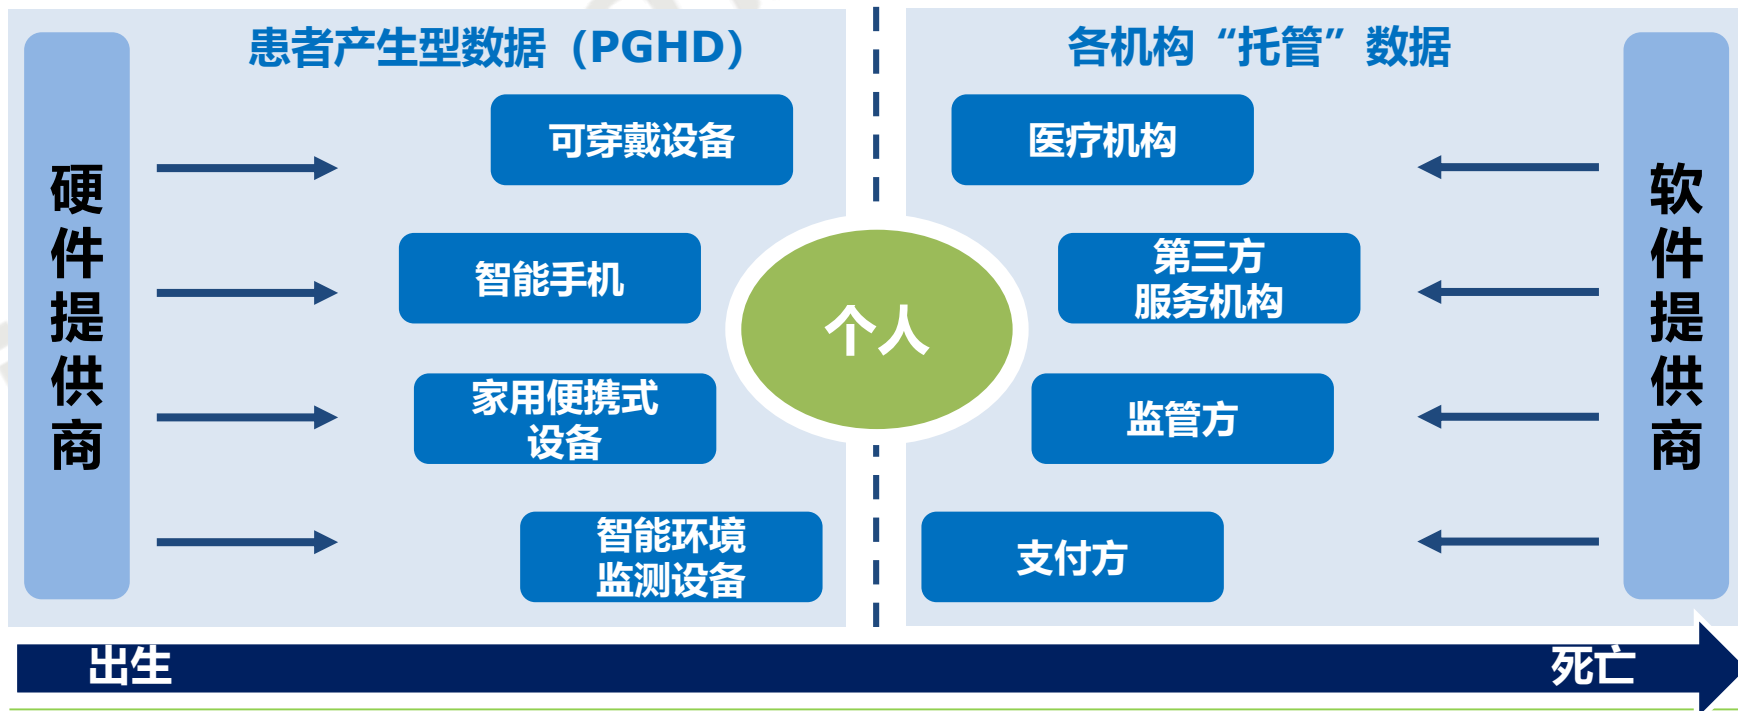 患者产生型数据（PGHD）
各机构“托管”数据
硬件提供商
可穿戴设备
智能手机
家用便携式
设备
智能环境
监测设备
个人
医疗机构
第三方
服务机构
监管方
支付方
软件提供商
出生
死亡